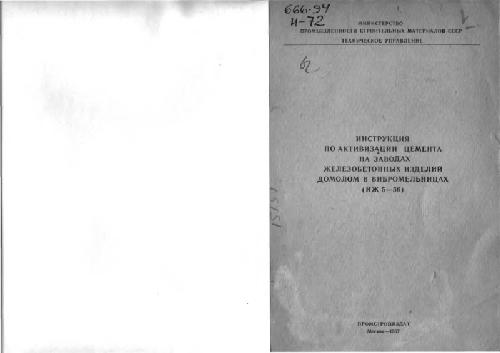 666.94
И-72
МИНИСТЕРСТВО
ПРОМЫШЛЕННОСТИ СТРОИТЕЛЬНЫХ МАТЕРИАЛОВ СССР
ТЕХНИЧЕСКОЕ УПРАВЛЕНИЕ
ИНСТРУКЦИЯ
ПО АКТИВИЗАЦИИ ЦЕМЕНТА
НА ЗАВОДАХ
ЖЕЛЕЗОБЕТОННЫХ ИЗДЕЛИЙ
ДОМОЛОМ В ВИБРОМЕЛЬНИЦАХ
(ИЖ 5—56)
ПРОМСТРОЙИЗДАТ
Москва—1957